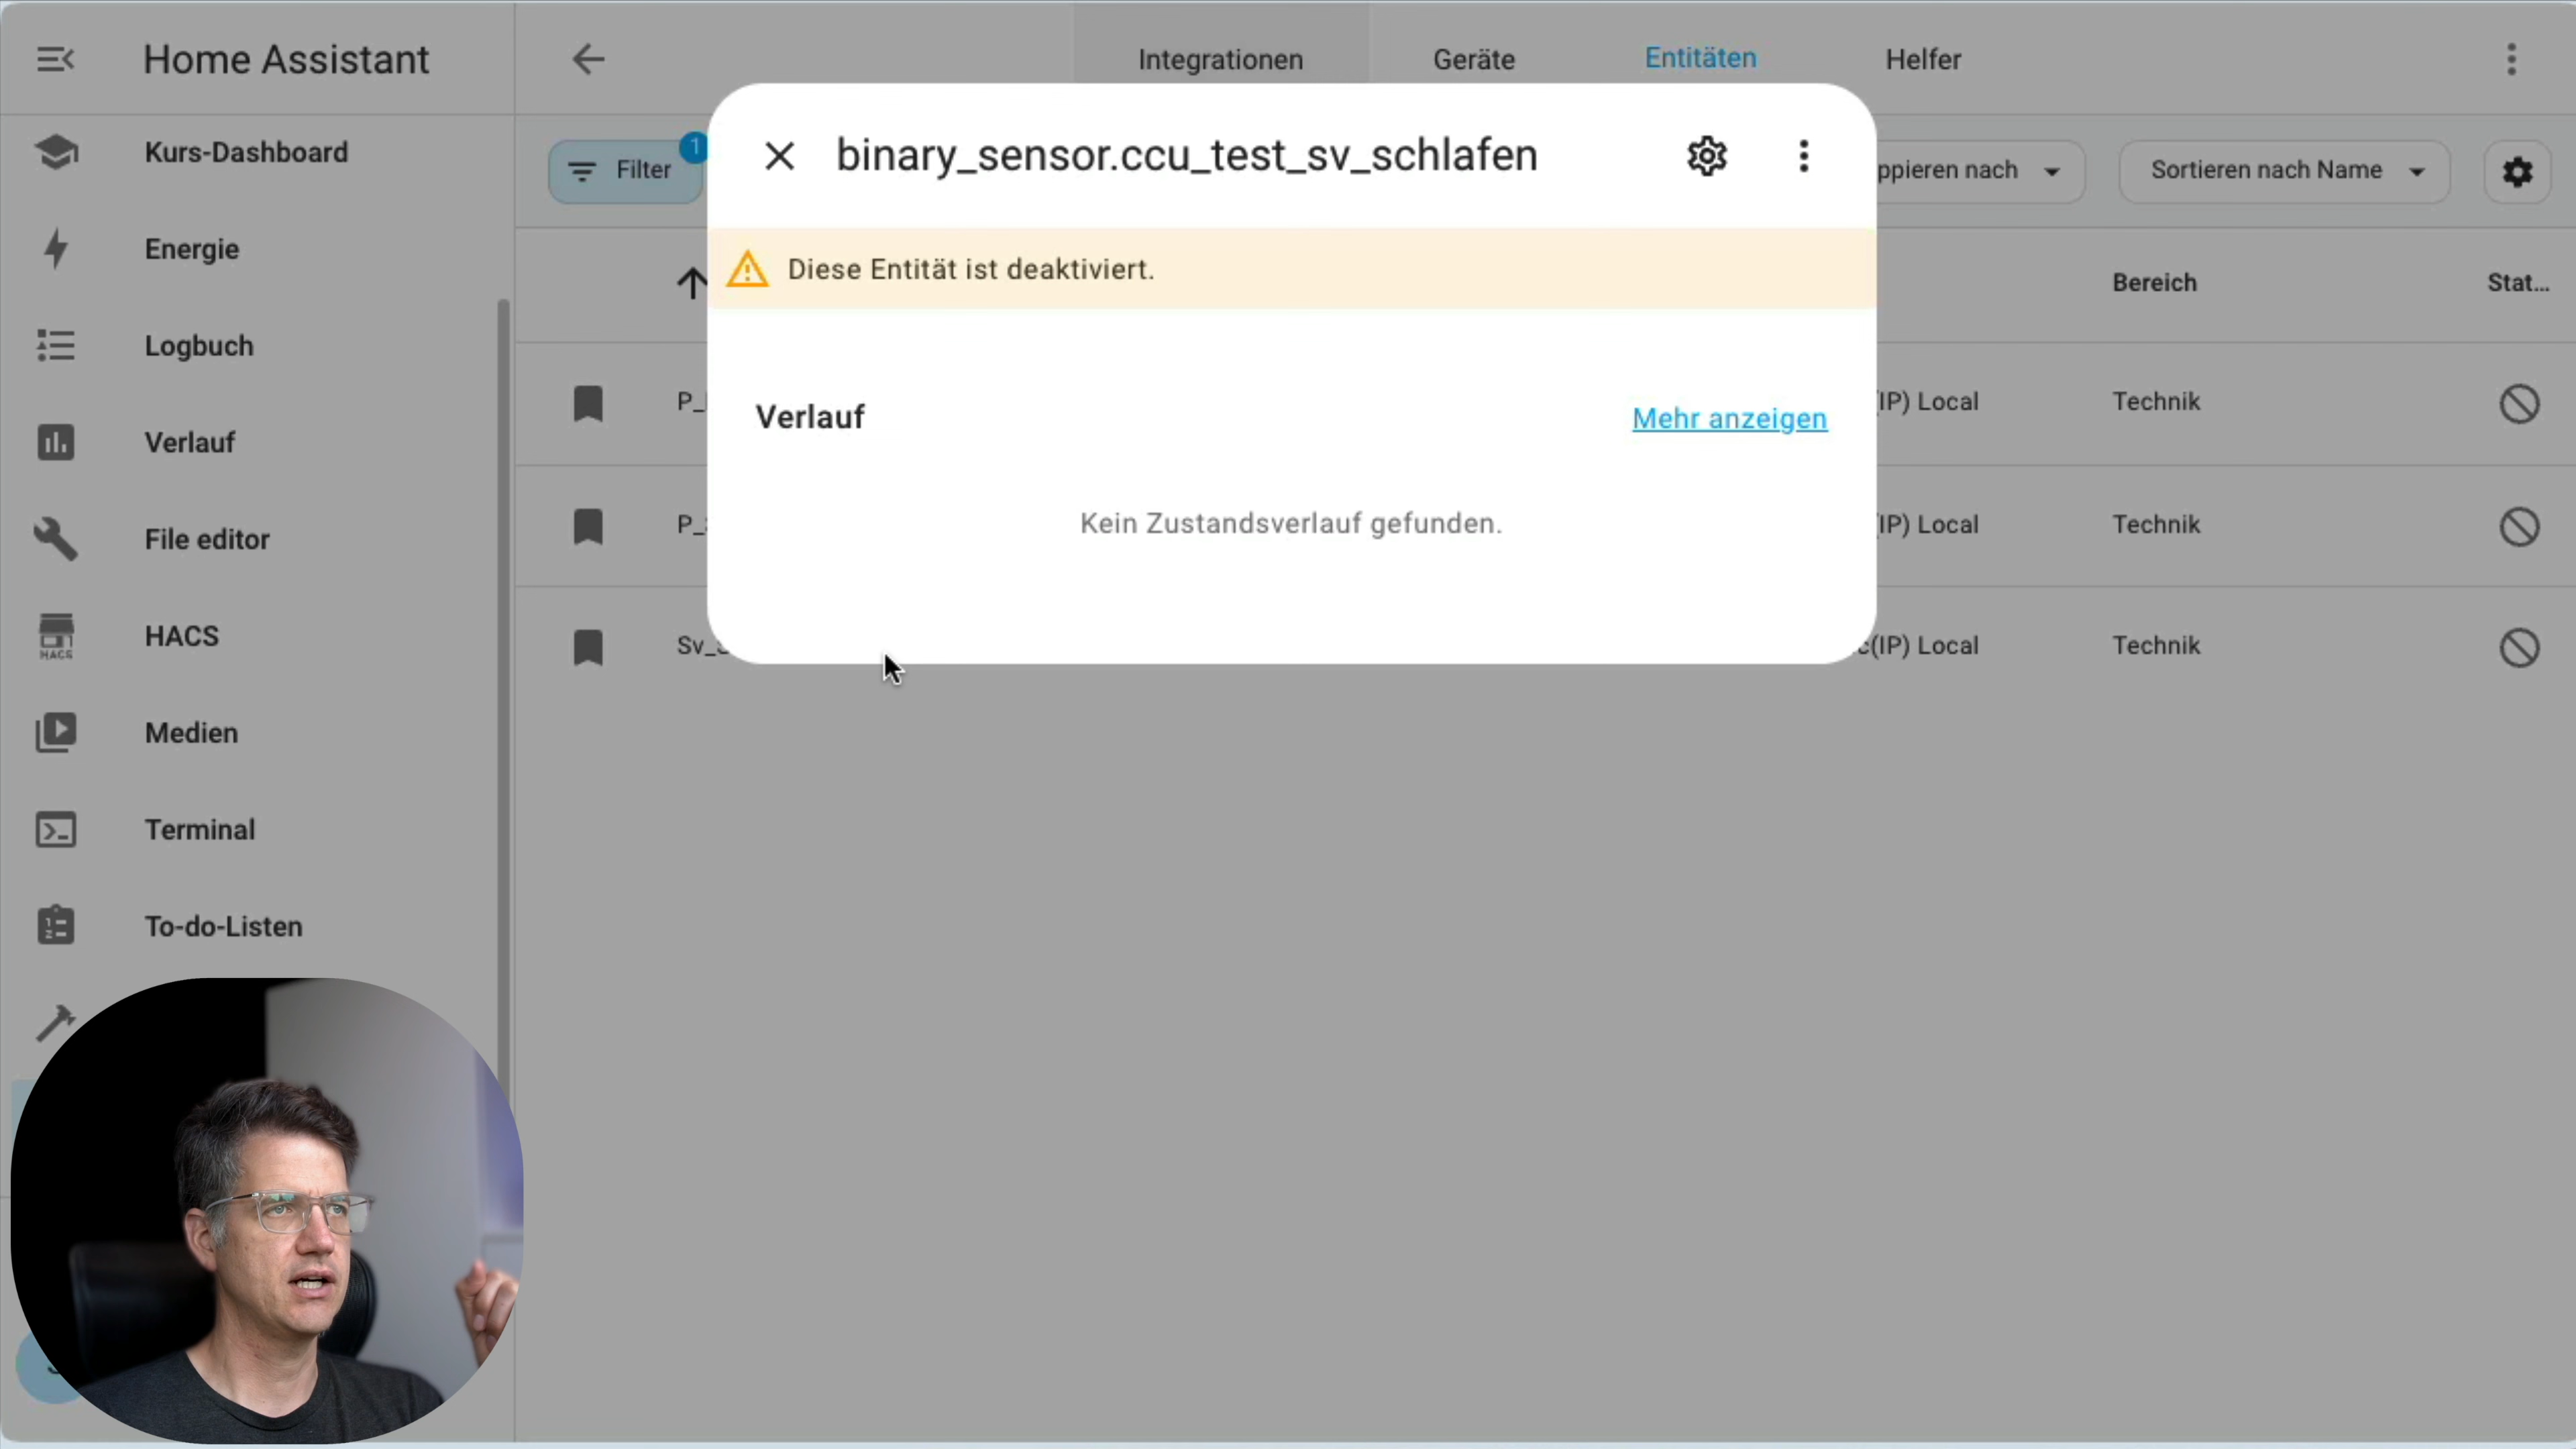 Home Assistant
Integrationen
Geräte
Entitäten
Helfer
Kurs-Dashboard
Energie
Logbuch
Verlauf
File editor
HACS
HACS
Medien
Terminal
To-do-Listen
Filter
1
ppieren nach
Sortieren nach Name
binary_sensor.ccu_test_sv_schlafen
Diese Entität ist deaktiviert.
Verlauf
Mehr anzeigen
Kein Zustandsverlauf gefunden.
Bereich
Stat...
P_
(IP) Local
Technik
P_
(IP) Local
Technik
Sv_
(IP) Local
Technik